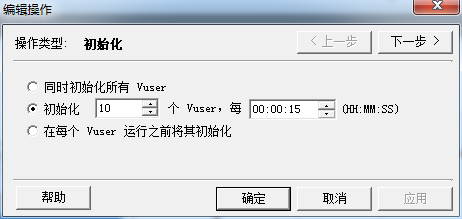 编辑操作
操作类型: 初始化 < 上一步 下一步 >
同时初始化所有 Vuser
初始化 10 个 Vuser，每 00:00:15 (HH:MM:SS)
在每个 Vuser 运行之前将其初始化
帮助 确定 取消 应用